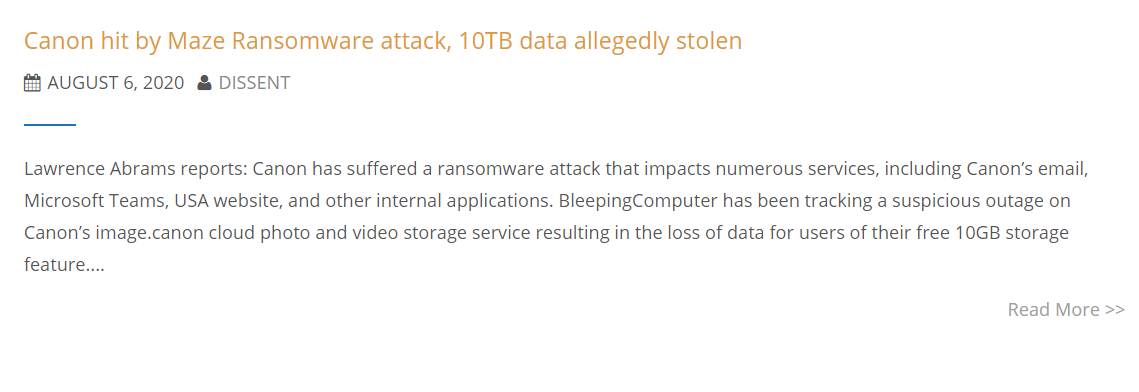 Canon hit by Maze Ransomware attack, 10TB data allegedly stolen
AUGUST 6, 2020 DISSENT
Lawrence Abrams reports: Canon has suffered a ransomware attack that impacts numerous services, including Canon’s email,
Microsoft Teams, USA website, and other internal applications. BleepingComputer has been tracking a suspicious outage on
Canon’s image.canon cloud photo and video storage service resulting in the loss of data for users of their free 10GB storage
feature....
Read More >>